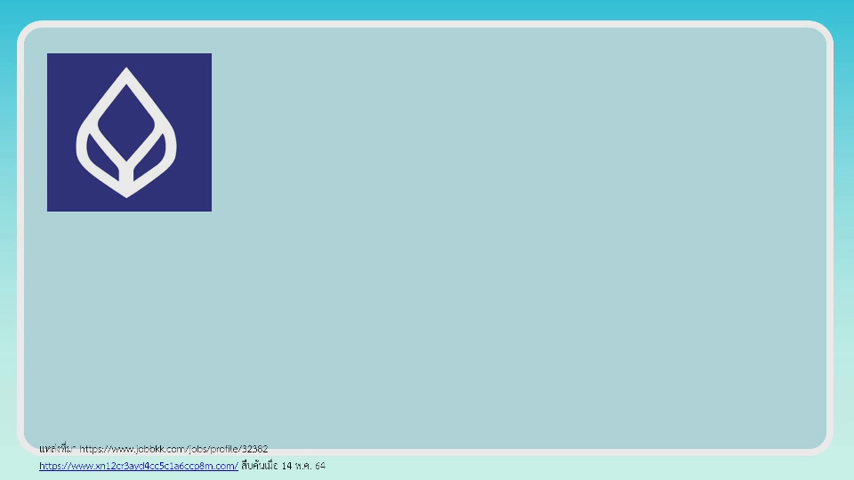 แหล่งที่มา https://www.jobbkk.com/jobs/profile/32382
https://www.xn12cr3ayd4cc5c1a6ccp8m.com/ สืบค้นเมื่อ 14 พ.ค. 64